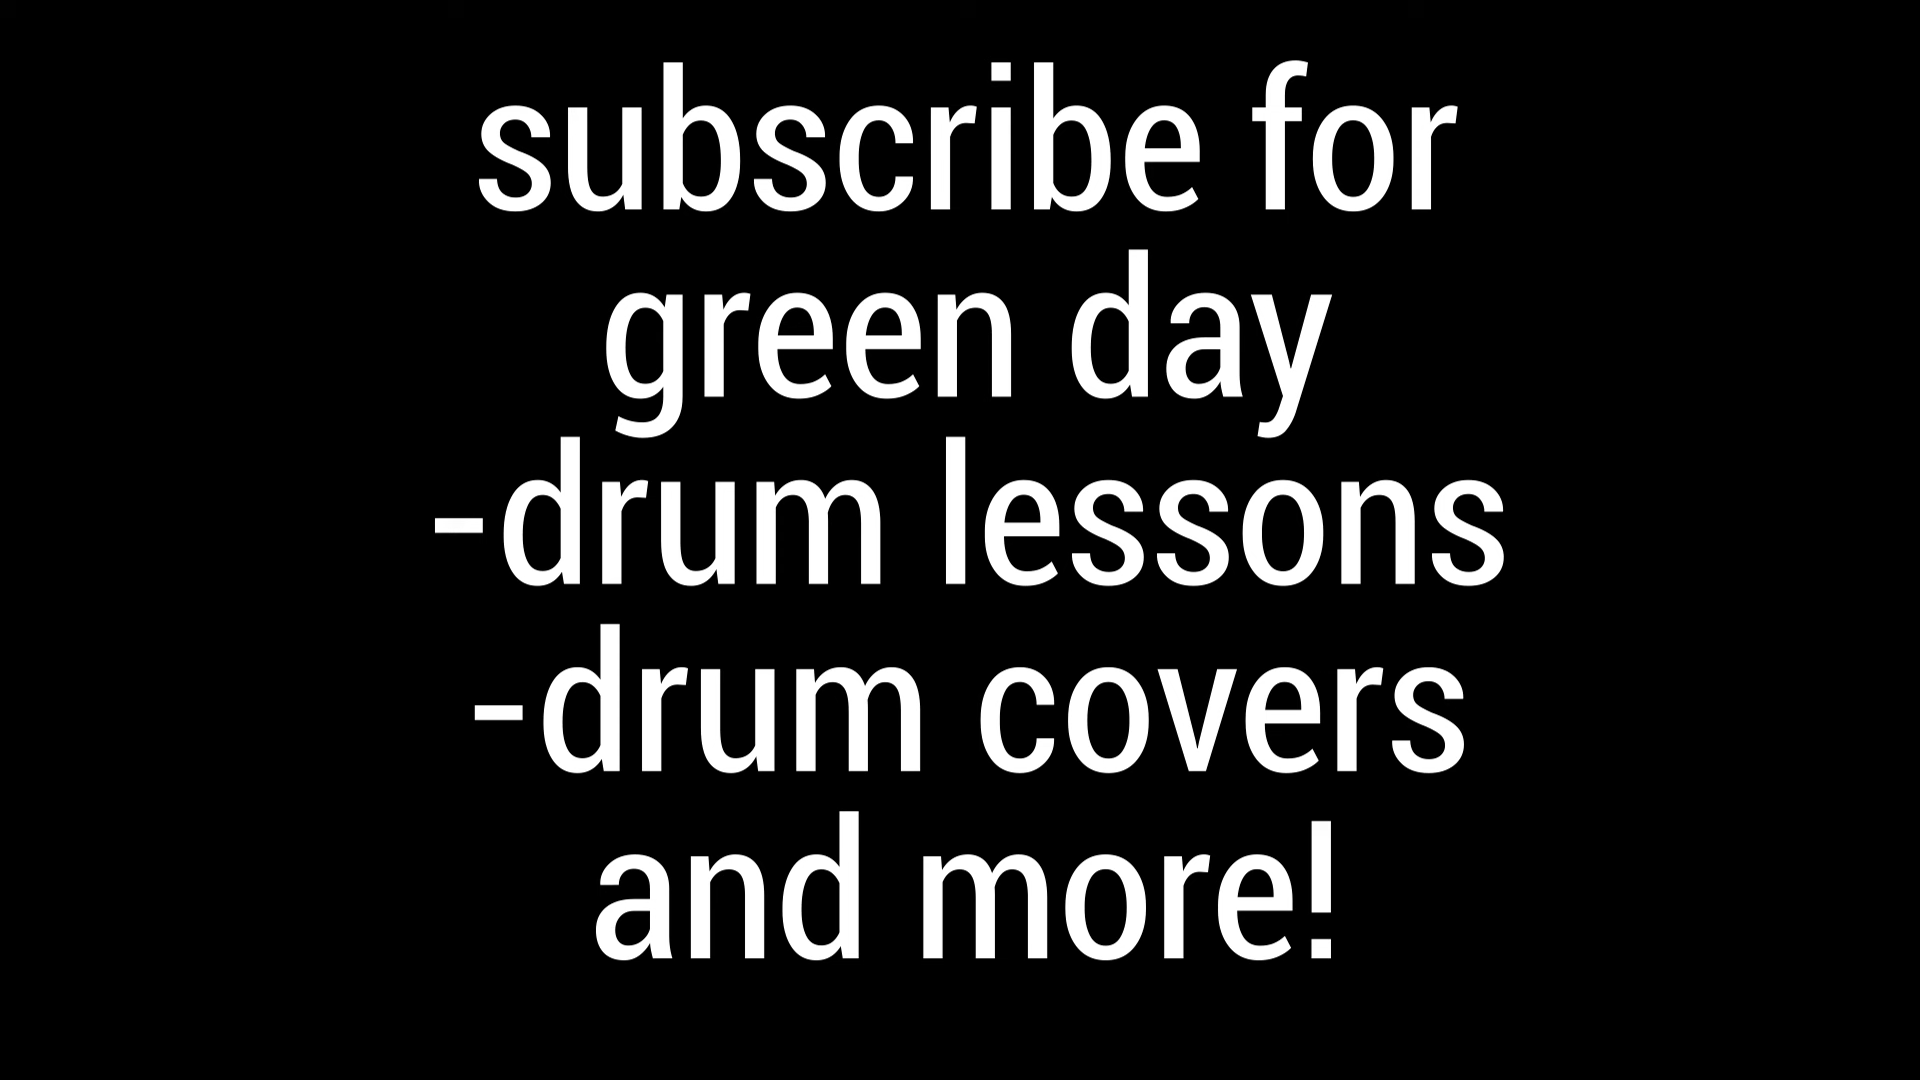 subscribe for
green day
-drum lessons
-drum covers
and more!